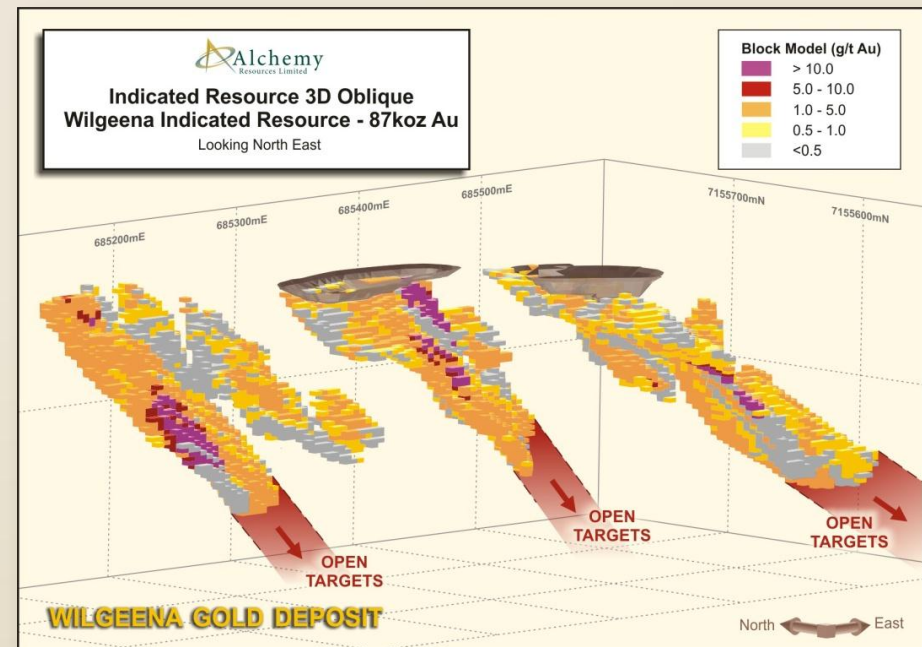 Alchemy
Resources Limited
Indicated Resource 3D Oblique
Wilgeena Indicated Resource - 87koz Au
Looking North East
Block Model (g/t Au)
> 10.0
5.0 - 10.0
1.0 - 5.0
0.5 - 1.0
<0.5
685200mE
685300mE
685400mE
685500mE
7155700mN
7155600mN
OPEN
TARGETS
OPEN
TARGETS
OPEN
TARGETS
WILGEENA GOLD DEPOSIT
North
East